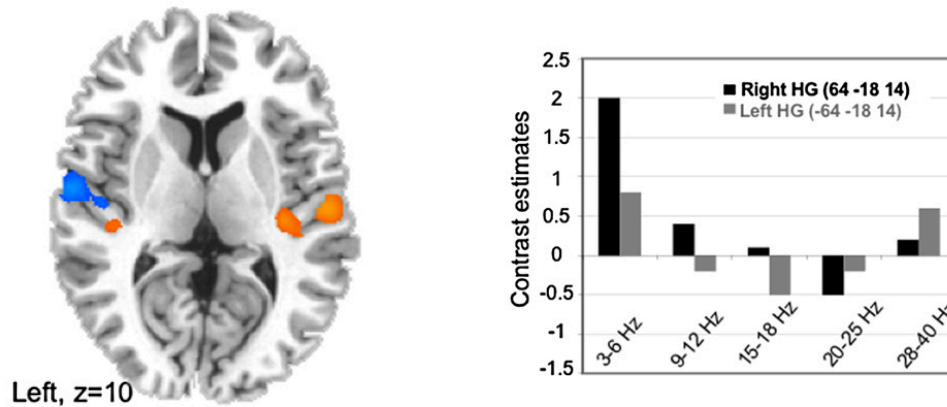 Left, z=10
Contrast estimates
2.5
2
1.5
1
0.5
0
-0.5
-1
-1.5
Right HG (64 -18 14)
Left HG (-64 -18 14)
3-6 Hz
9-12 Hz
15-18 Hz
20-25 Hz
28-40 Hz